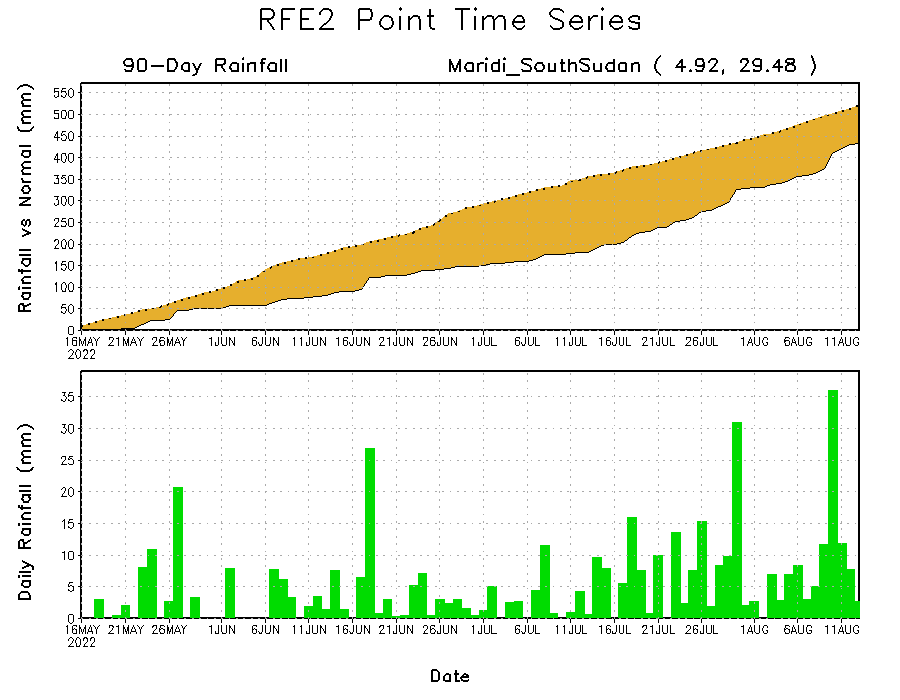 RFE2 Point Time Series
90-Day Rainfall
Maridi_SouthSudan ( 4.92, 29.48 )
Rainfall vs Normal (mm)
550
500
450
400
350
300
250
200
150
100
50
0
16MAY 21MAY 26MAY 1JUN 6JUN 11JUN 16JUN 21JUN 26JUN 1JUL 6JUL 11JUL 16JUL 21JUL 26JUL 1AUG 6AUG 11AUG
2022
Daily Rainfall (mm)
35
30
25
20
15
10
5
0
16MAY 21MAY 26MAY 1JUN 6JUN 11JUN 16JUN 21JUN 26JUN 1JUL 6JUL 11JUL 16JUL 21JUL 26JUL 1AUG 6AUG 11AUG
2022
Date